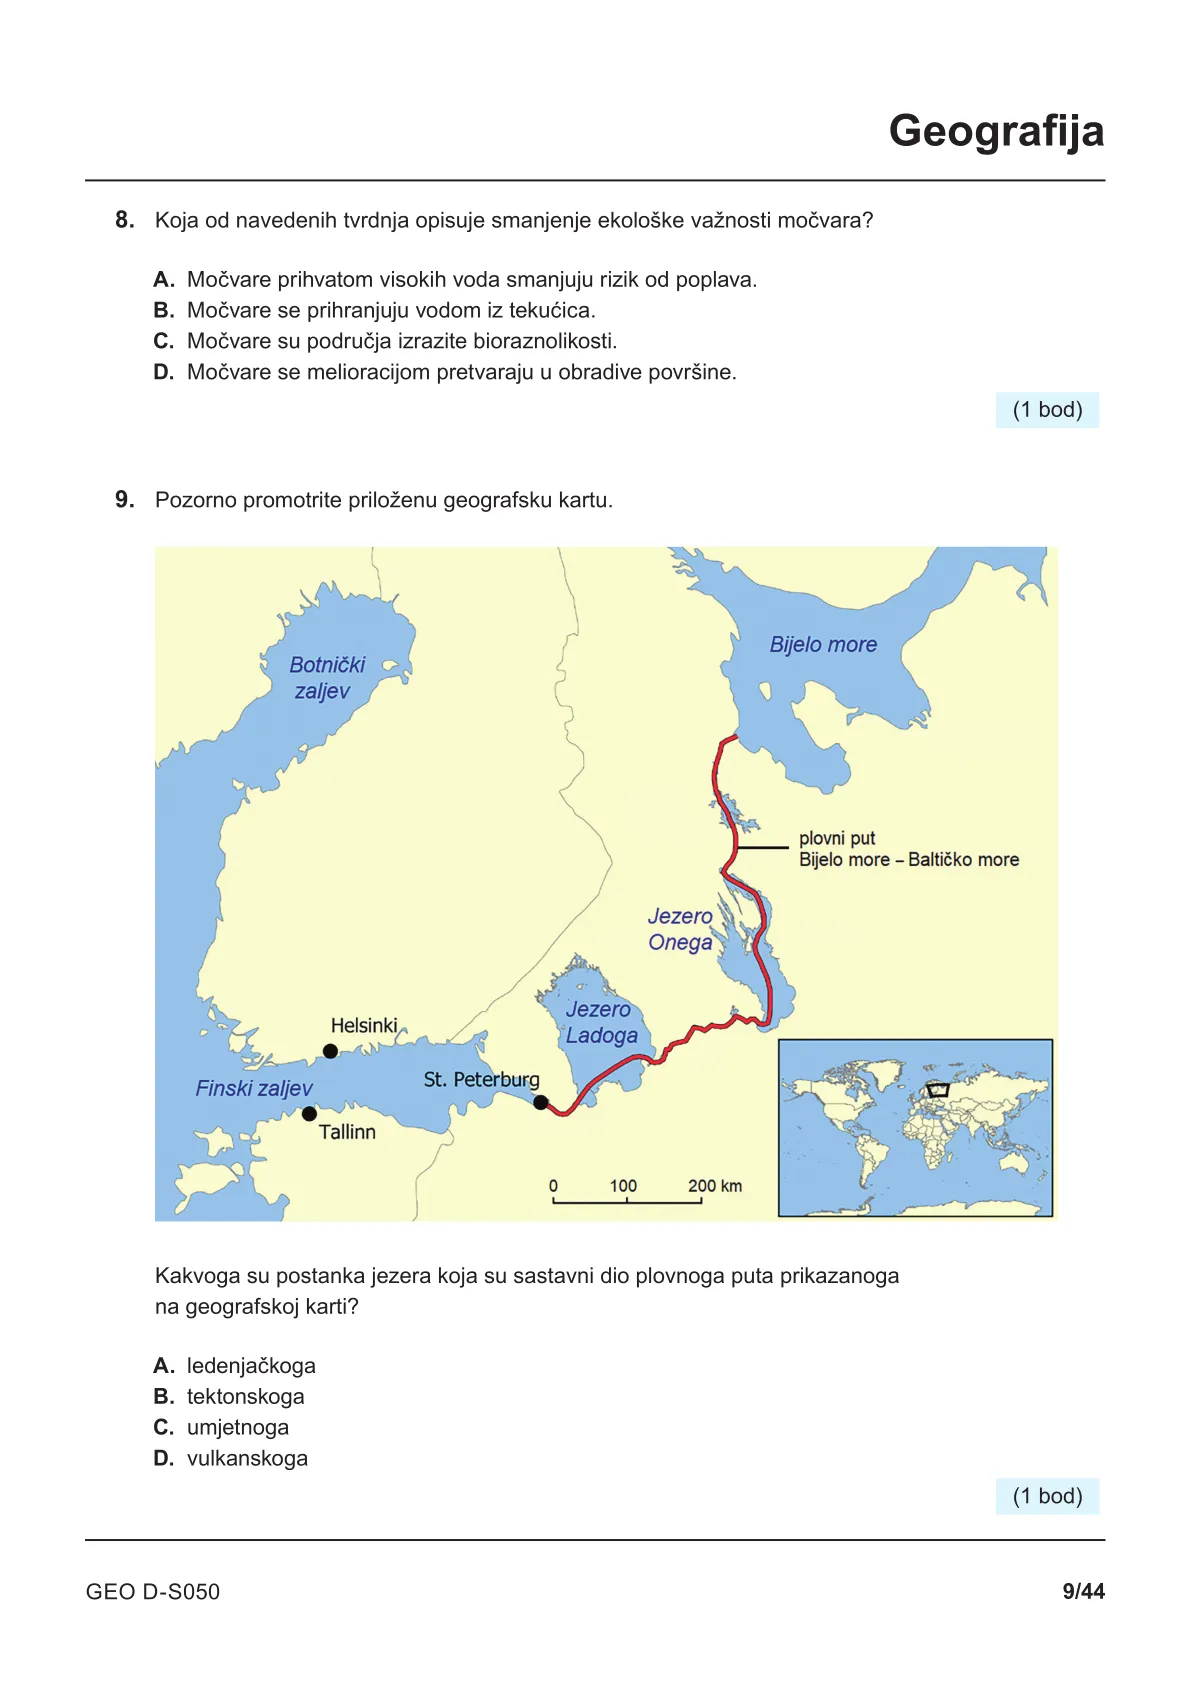 Geografija
8. Koja od navedenih tvrdnja opisuje smanjenje ekološke važnosti močvara?
A. Močvare prihvatom visokih voda smanjuju rizik od poplava.
B. Močvare se prihranjuju vodom iz tekućica.
C. Močvare su područja izrazite bioraznolikosti.
D. Močvare se melioracijom pretvaraju u obradive površine.
(1 bod)
9. Pozorno promotrite priloženu geografsku kartu.
Bijelo more
Botnički
zaljev
plovni put
Bijelo more – Baltičko more
Jezero
Onega
Jezero
Ladoga
Helsinki
St. Peterburg
Finski zaljev
Tallinn
0 100 200 km
Kakvoga su postanka jezera koja su sastavni dio plovnoga puta prikazanoga
na geografskoj karti?
A. ledenjačkoga
B. tektonskoga
C. umjetnoga
D. vulkanskoga
(1 bod)
GEO D-S050
9/44